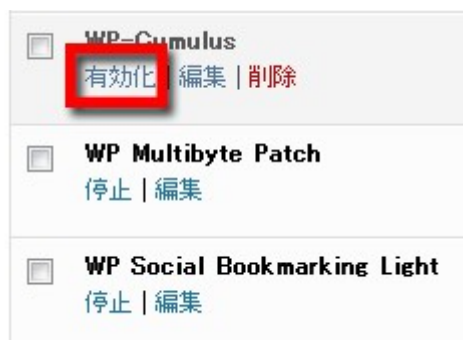 WP-Cumulus
有効化 | 編集 | 削除
WP Multibyte Patch
停止 | 編集
WP Social Bookmarking Light
停止 | 編集